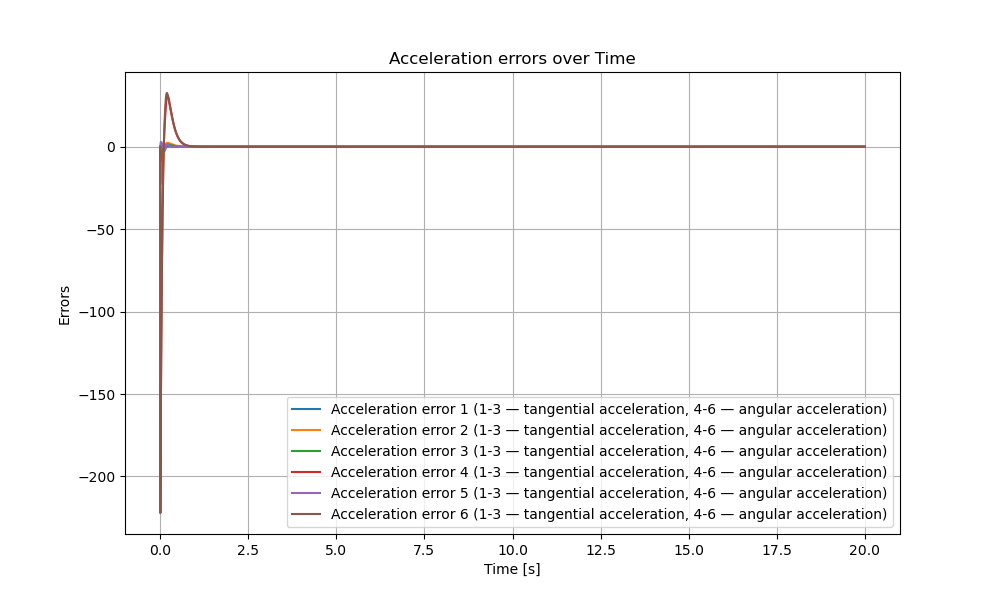 Acceleration errors over Time
Errors
0
−50
−100
−150
−200
Acceleration error 1 (1-3 — tangential acceleration, 4-6 — angular acceleration)
Acceleration error 2 (1-3 — tangential acceleration, 4-6 — angular acceleration)
Acceleration error 3 (1-3 — tangential acceleration, 4-6 — angular acceleration)
Acceleration error 4 (1-3 — tangential acceleration, 4-6 — angular acceleration)
Acceleration error 5 (1-3 — tangential acceleration, 4-6 — angular acceleration)
Acceleration error 6 (1-3 — tangential acceleration, 4-6 — angular acceleration)
0.0 2.5 5.0 7.5 10.0 12.5 15.0 17.5 20.0
Time [s]